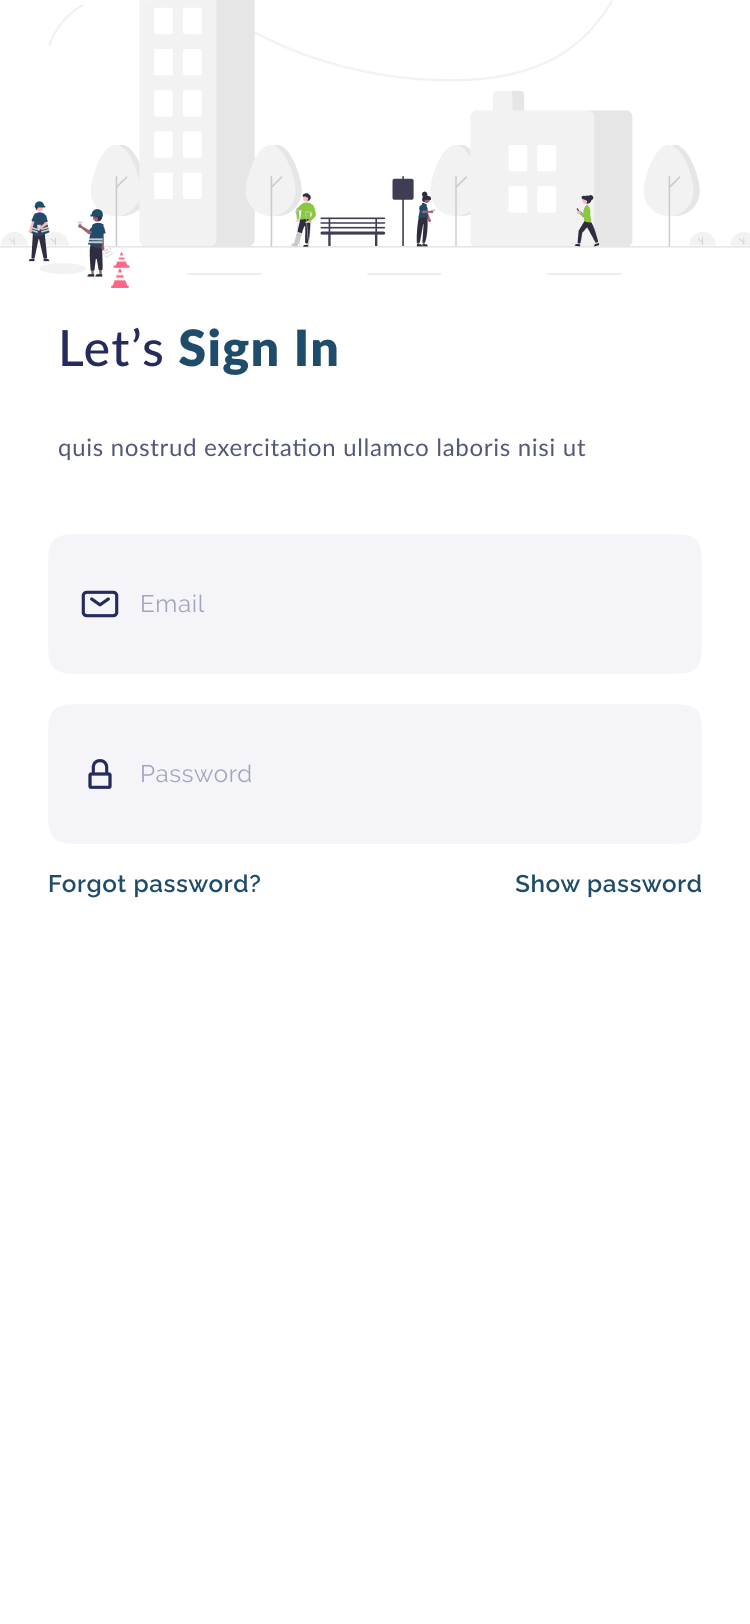 Let’s Sign In
quis nostrud exercitation ullamco laboris nisi ut
Email
Password
Forgot password?
Show password